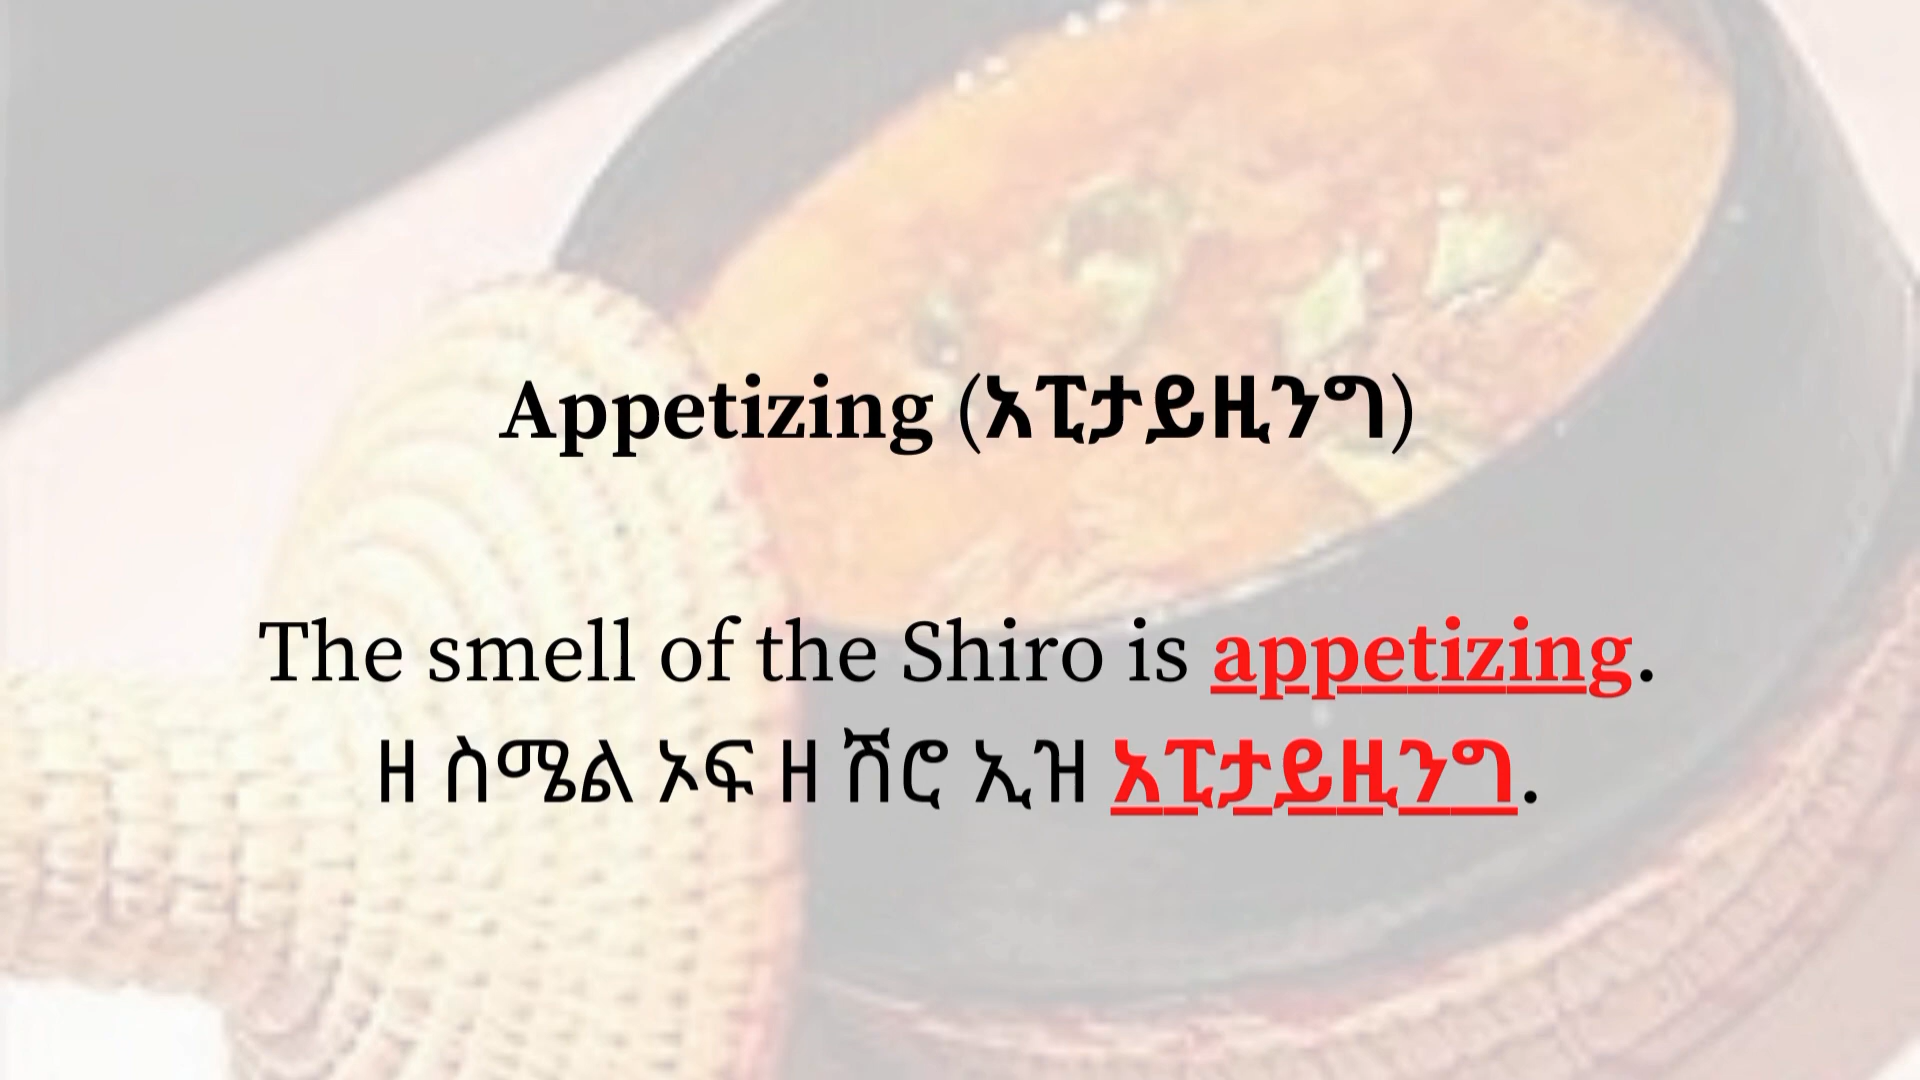 Appetizing (አፒታይዚንግ)
The smell of the Shiro is appetizing.
ዘ ስሜል ኦፍ ዘ ሽሮ ኢዝ አፒታይዚንግ.